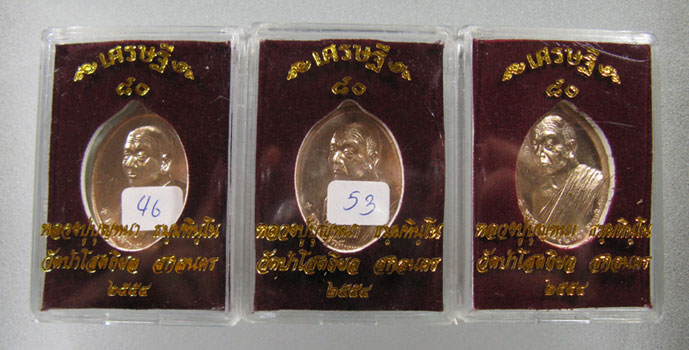 เศรษฐี
๘๐
46
หลวงปู่บุญหนา ธมฺมทินฺโน
วัดป่าโสตถิผล สกลนคร
๒๕๕๔
เศรษฐี
๘๐
53
หลวงปู่บุญหนา ธมฺมทินฺโน
วัดป่าโสตถิผล สกลนคร
๒๕๕๔
เศรษฐี
๘๐
หลวงปู่บุญหนา ธมฺมทินฺโน
วัดป่าโสตถิผล สกลนคร
๒๕๕๔